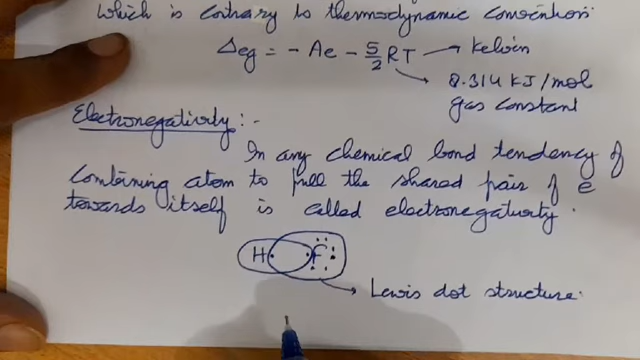 which is contrary to thermodynamic convention.
Δeg = - Ae - 5/2 RT → Kelvin
8.314 KJ/mol
gas constant
Electronegativity :-
In any chemical bond tendency of
combining atom to pull the shared pair of e
towards itself is called electronegativity.
H F
Lewis dot structure.